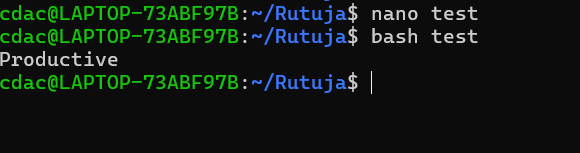 cdac@LAPTOP-73ABF97B:~/Rutuja$ nano test
cdac@LAPTOP-73ABF97B:~/Rutuja$ bash test
Productive
cdac@LAPTOP-73ABF97B:~/Rutuja$